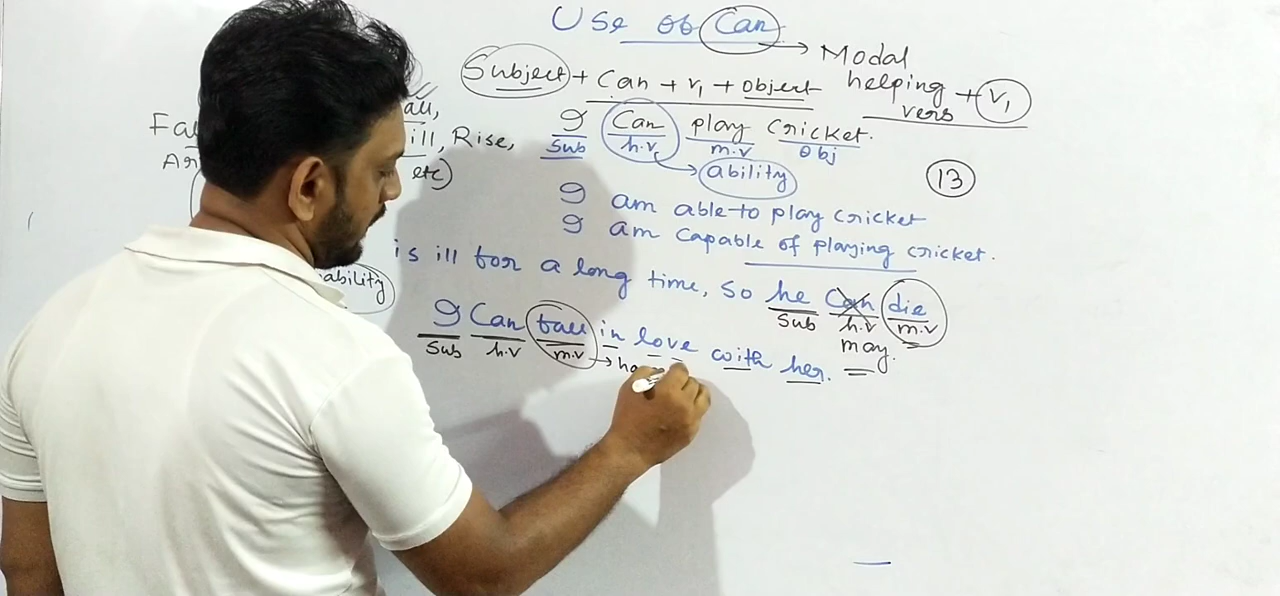 Use of Can
→ Modal
helping + V₁
vers
Subject + Can + V₁ + object
all,
ill, Rise,
etc)
I Can play cricket.
Sub h.v. m.v obj
→ ability
13
I am able to play cricket
I am capable of playing cricket.
is ill for a long time, So he Can die
Sub h.v m.v
may.
ability
I Can fall in love with her.
Sub h.v m.v